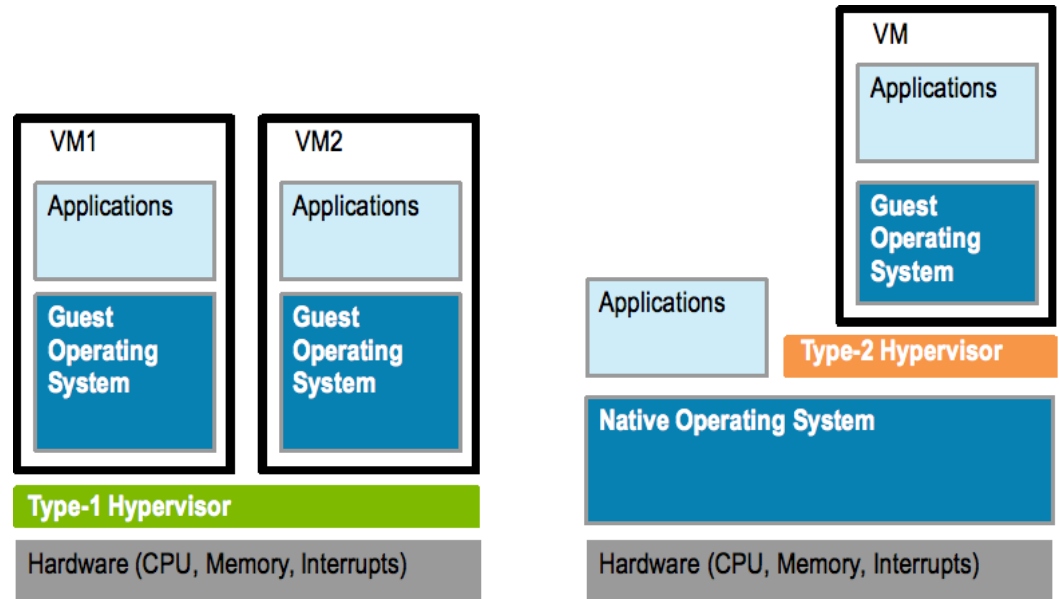 VM1
Applications
Guest
Operating
System
VM2
Applications
Guest
Operating
System
Type-1 Hypervisor
Hardware (CPU, Memory, Interrupts)
VM
Applications
Guest
Operating
System
Applications
Type-2 Hypervisor
Native Operating System
Hardware (CPU, Memory, Interrupts)